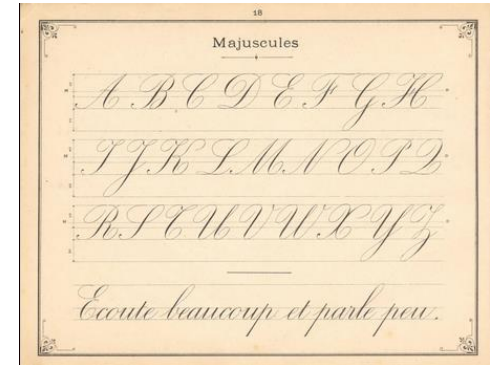 18
Majuscules
A B C D E F G H
I J K L M N O P Q
R S T U V W X Y Z
Ecoute beaucoup et parle peu.